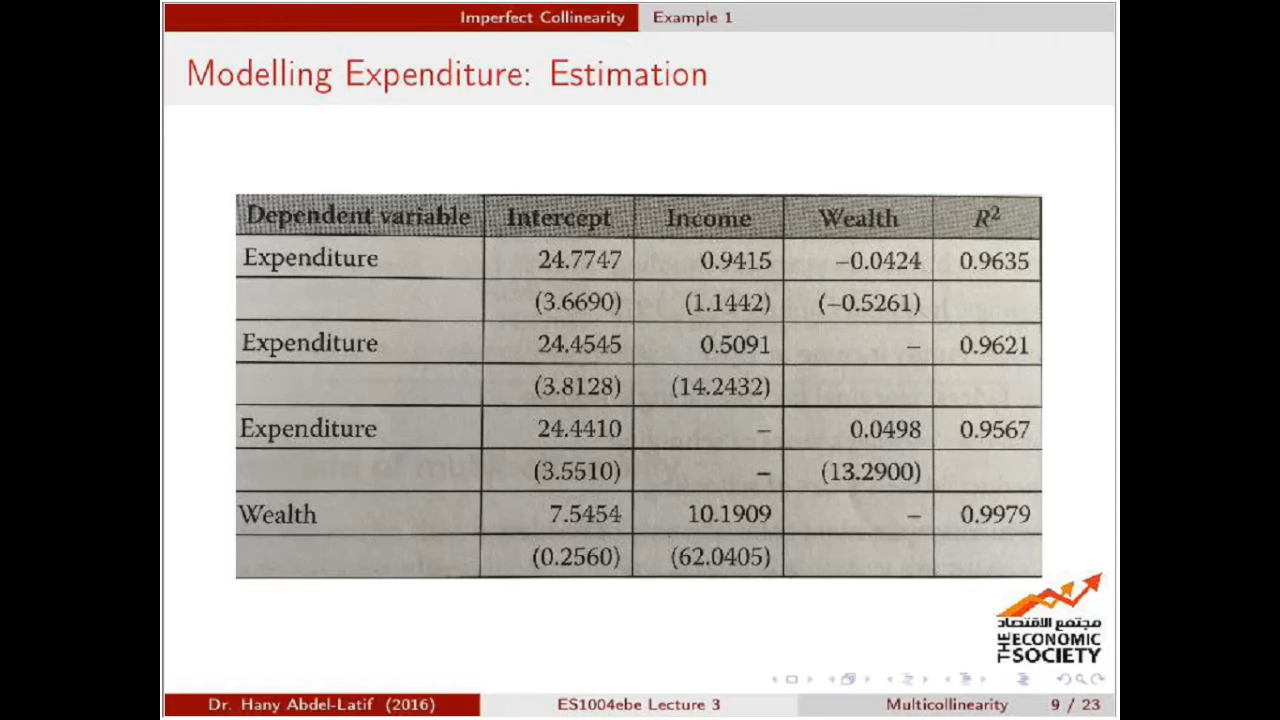 Imperfect Collinearity Example 1
Modelling Expenditure: Estimation
Dependent variable Intercept Income Wealth R²
Expenditure 24.7747 0.9415 −0.0424 0.9635
(3.6690) (1.1442) (−0.5261)
Expenditure 24.4545 0.5091 – 0.9621
(3.8128) (14.2432)
Expenditure 24.4410 – 0.0498 0.9567
(3.5510) – (13.2900)
Wealth 7.5454 10.1909 – 0.9979
(0.2560) (62.0405)
مجتمع الاقتصاد
THE ECONOMIC
SOCIETY
Dr. Hany Abdel-Latif (2016) ES1004ebe Lecture 3 Multicollinearity 9 / 23